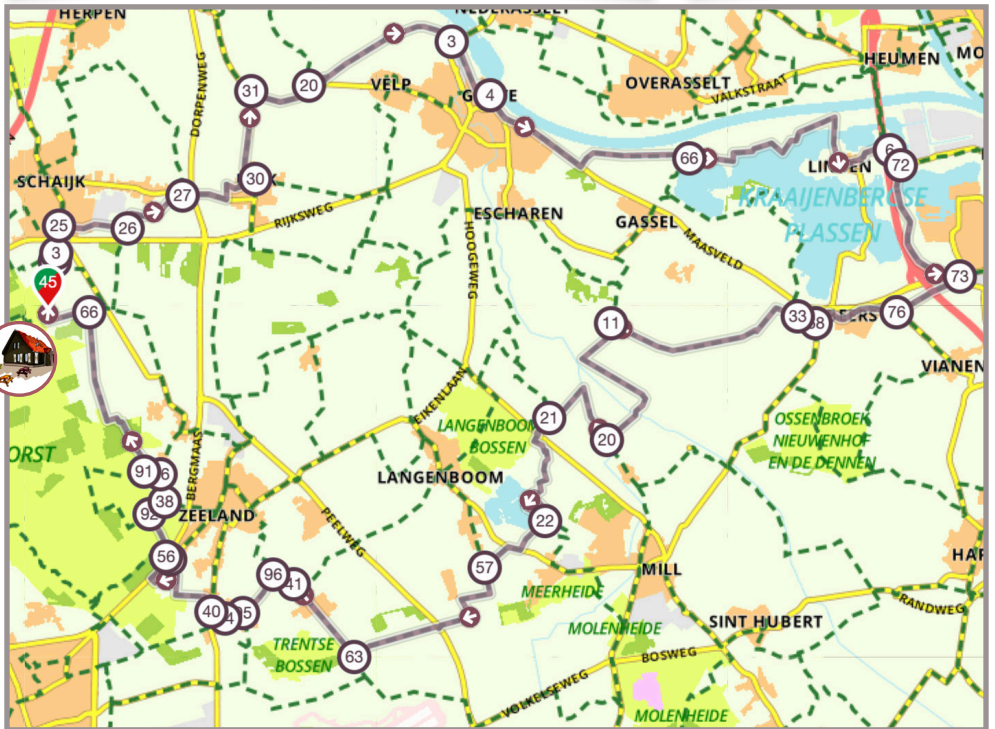 HERPEN
NEDERASSELT
3
HEUMEN
20
VELP
OVERASSELT
31
VALKSTRAAT
4
DORPENWEG
66
6
72
SCHAIJK
30
27
KRAAIJENBERGSE
PLASSEN
25
26
RIJKSWEG
ESCHAREN
GASSEL
MAASVELD
HOOGEWEG
3
45
73
66
11
33
76
VIANEN
EIKENLAAN
21
LANGENBOOM
BOSSEN
20
OSSENBROEK
NIEUWENHOF
EN DE DENNEN
91
6
BERGMAAS
LANGENBOOM
38
92
ZEELAND
PEELWEG
22
56
57
MILL
96
41
MEERHEIDE
RANDWEG
40
4
5
SINT HUBERT
TRENTSE
BOSSEN
63
MOLENHEIDE
BOSWEG
VOLKELSEWEG
MOLENHEIDE